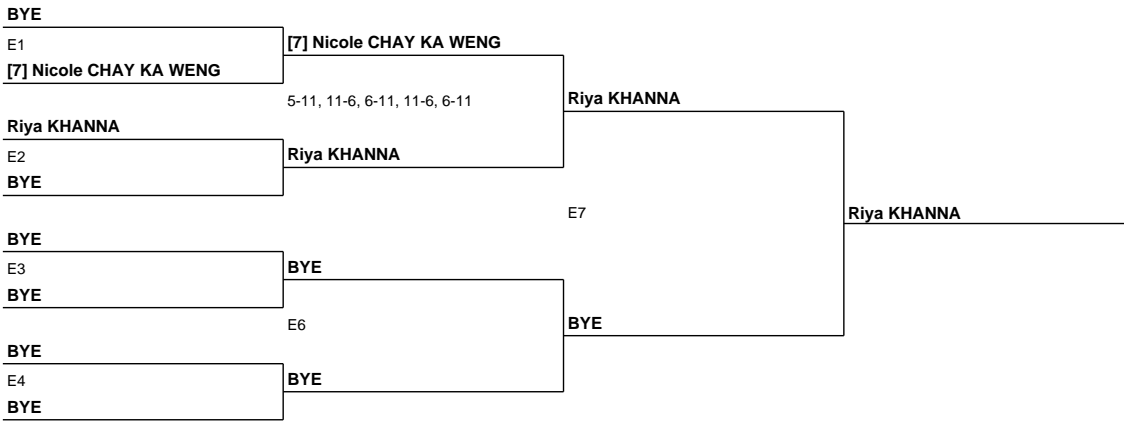 BYE
E1
[7] Nicole CHAY KA WENG
[7] Nicole CHAY KA WENG
5-11, 11-6, 6-11, 11-6, 6-11
Riya KHANNA
Riya KHANNA
E2
Riya KHANNA
BYE
E7
Riya KHANNA
BYE
E3
BYE
BYE
E6
BYE
BYE
E4
BYE
BYE